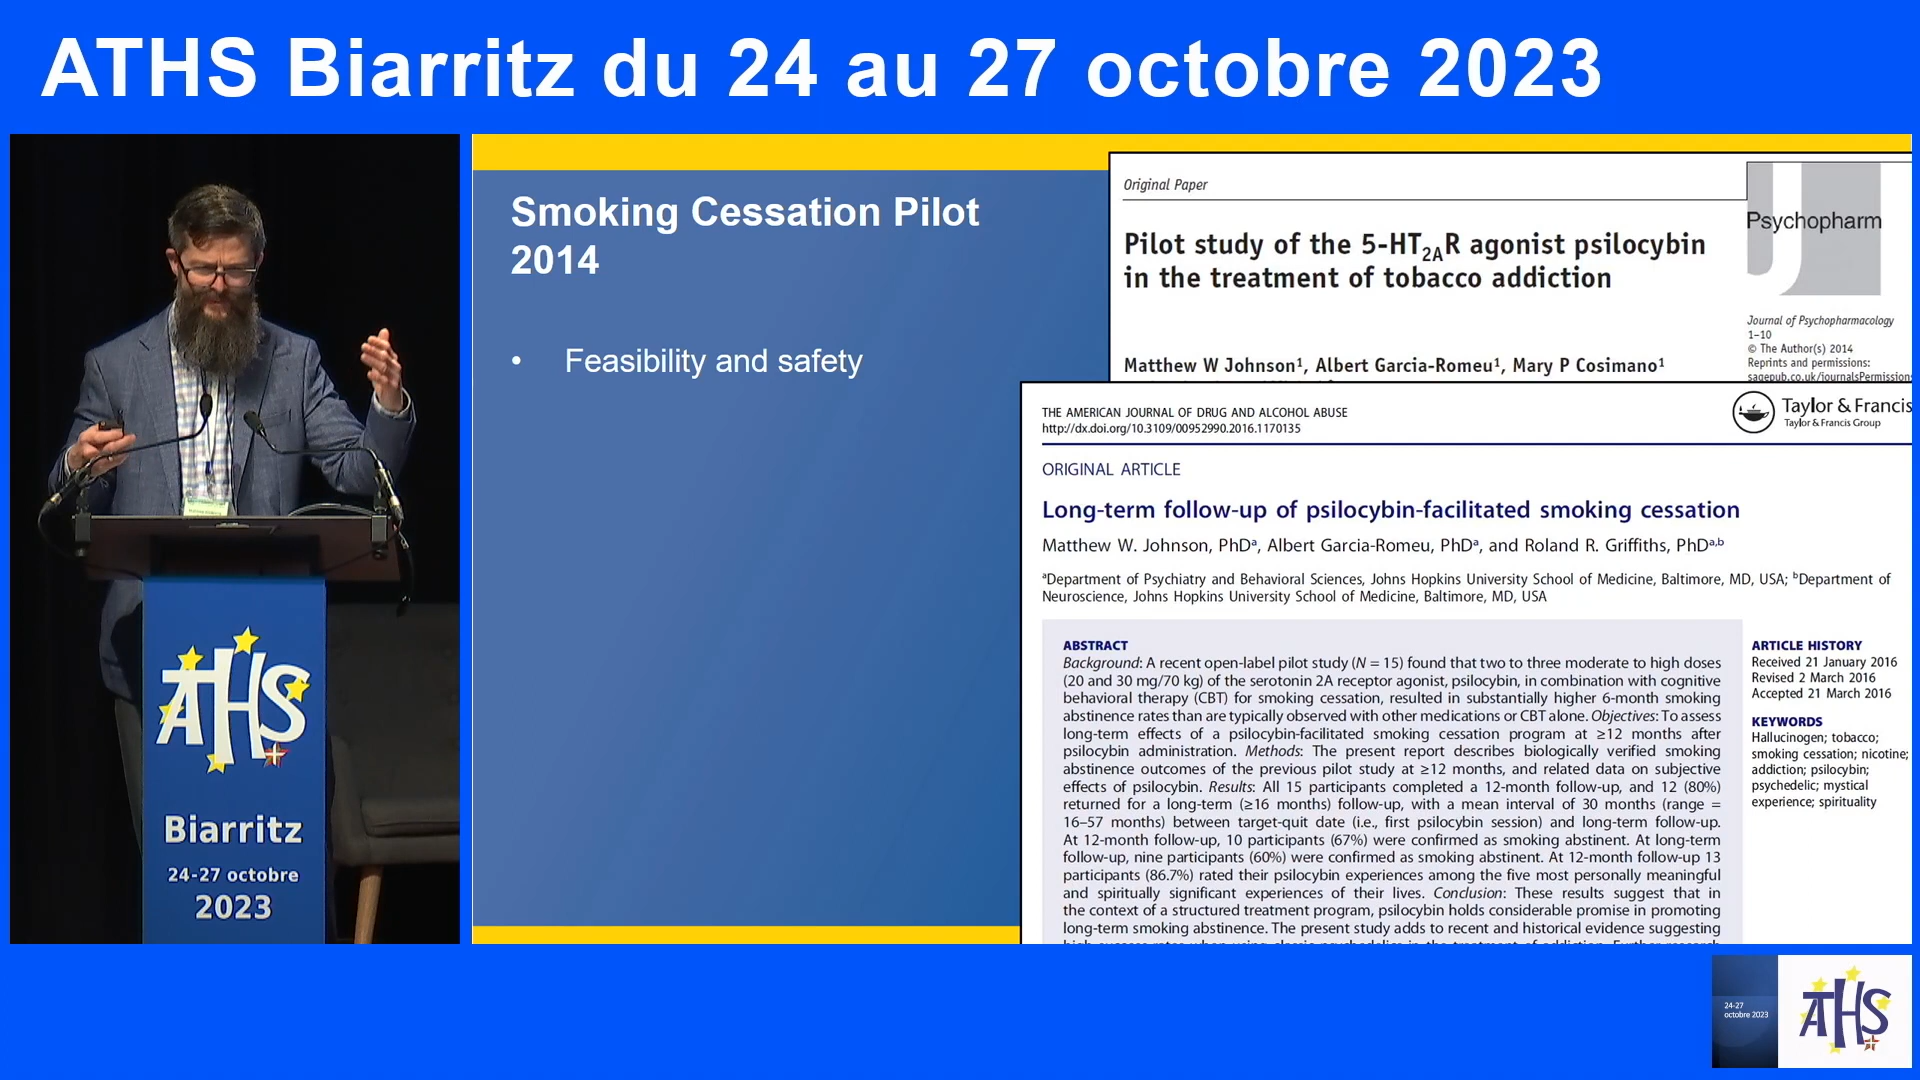 ATHS Biarritz du 24 au 27 octobre 2023
ATHS
Biarritz
24-27 octobre
2023
Smoking Cessation Pilot
2014
• Feasibility and safety
Original Paper
Pilot study of the 5-HT2AR agonist psilocybin
in the treatment of tobacco addiction
Matthew W Johnson1, Albert Garcia-Romeu1, Mary P Cosimano1
Psychopharm
Journal of Psychopharmacology
1–10
© The Author(s) 2014
Reprints and permissions:
sagepub.co.uk/journalsPermission
THE AMERICAN JOURNAL OF DRUG AND ALCOHOL ABUSE
http://dx.doi.org/10.3109/00952990.2016.1170135
Taylor & Francis
Taylor & Francis Group
ORIGINAL ARTICLE
Long-term follow-up of psilocybin-facilitated smoking cessation
Matthew W. Johnson, PhDa, Albert Garcia-Romeu, PhDa, and Roland R. Griffiths, PhDa,b
aDepartment of Psychiatry and Behavioral Sciences, Johns Hopkins University School of Medicine, Baltimore, MD, USA; bDepartment of
Neuroscience, Johns Hopkins University School of Medicine, Baltimore, MD, USA
ABSTRACT
Background: A recent open-label pilot study (N = 15) found that two to three moderate to high doses
(20 and 30 mg/70 kg) of the serotonin 2A receptor agonist, psilocybin, in combination with cognitive
behavioral therapy (CBT) for smoking cessation, resulted in substantially higher 6-month smoking
abstinence rates than are typically observed with other medications or CBT alone. Objectives: To assess
long-term effects of a psilocybin-facilitated smoking cessation program at ≥12 months after
psilocybin administration. Methods: The present report describes biologically verified smoking
abstinence outcomes of the previous pilot study at ≥12 months, and related data on subjective
effects of psilocybin. Results: All 15 participants completed a 12-month follow-up, and 12 (80%)
returned for a long-term (≥16 months) follow-up, with a mean interval of 30 months (range =
16–57 months) between target-quit date (i.e., first psilocybin session) and long-term follow-up.
At 12-month follow-up, 10 participants (67%) were confirmed as smoking abstinent. At long-term
follow-up, nine participants (60%) were confirmed as smoking abstinent. At 12-month follow-up 13
participants (86.7%) rated their psilocybin experiences among the five most personally meaningful
and spiritually significant experiences of their lives. Conclusion: These results suggest that in
the context of a structured treatment program, psilocybin holds considerable promise in promoting
long-term smoking abstinence. The present study adds to recent and historical evidence suggesting
ARTICLE HISTORY
Received 21 January 2016
Revised 2 March 2016
Accepted 21 March 2016
KEYWORDS
Hallucinogen; tobacco;
smoking cessation; nicotine;
addiction; psilocybin;
psychedelic; mystical
experience; spirituality
24-27
octobre 2023
ATHS